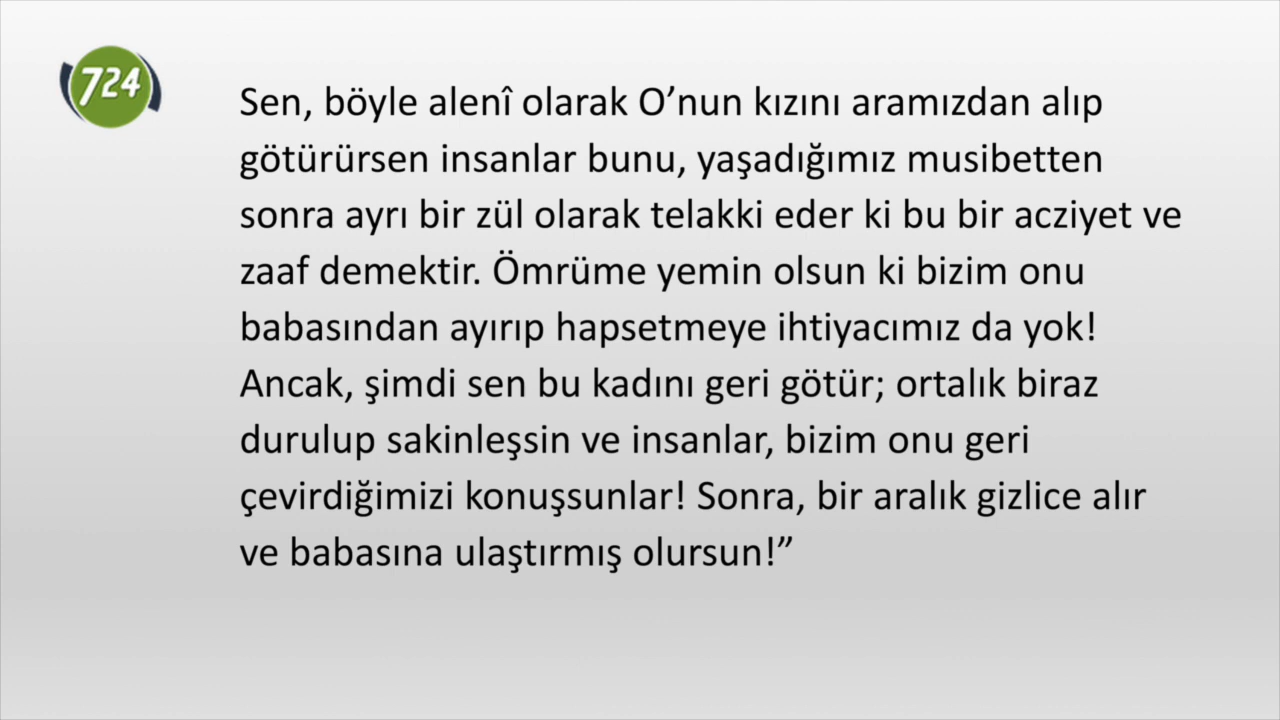 724
Sen, böyle alenî olarak O’nun kızını aramızdan alıp
götürürsen insanlar bunu, yaşadığımız musibetten
sonra ayrı bir zül olarak telakki eder ki bu bir acziyet ve
zaaf demektir. Ömrüme yemin olsun ki bizim onu
babasından ayırıp hapsetmeye ihtiyacımız da yok!
Ancak, şimdi sen bu kadını geri götür; ortalık biraz
durulup sakinleşsin ve insanlar, bizim onu geri
çevirdiğimizi konuşsunlar! Sonra, bir aralık gizlice alır
ve babasına ulaştırmış olursun!”